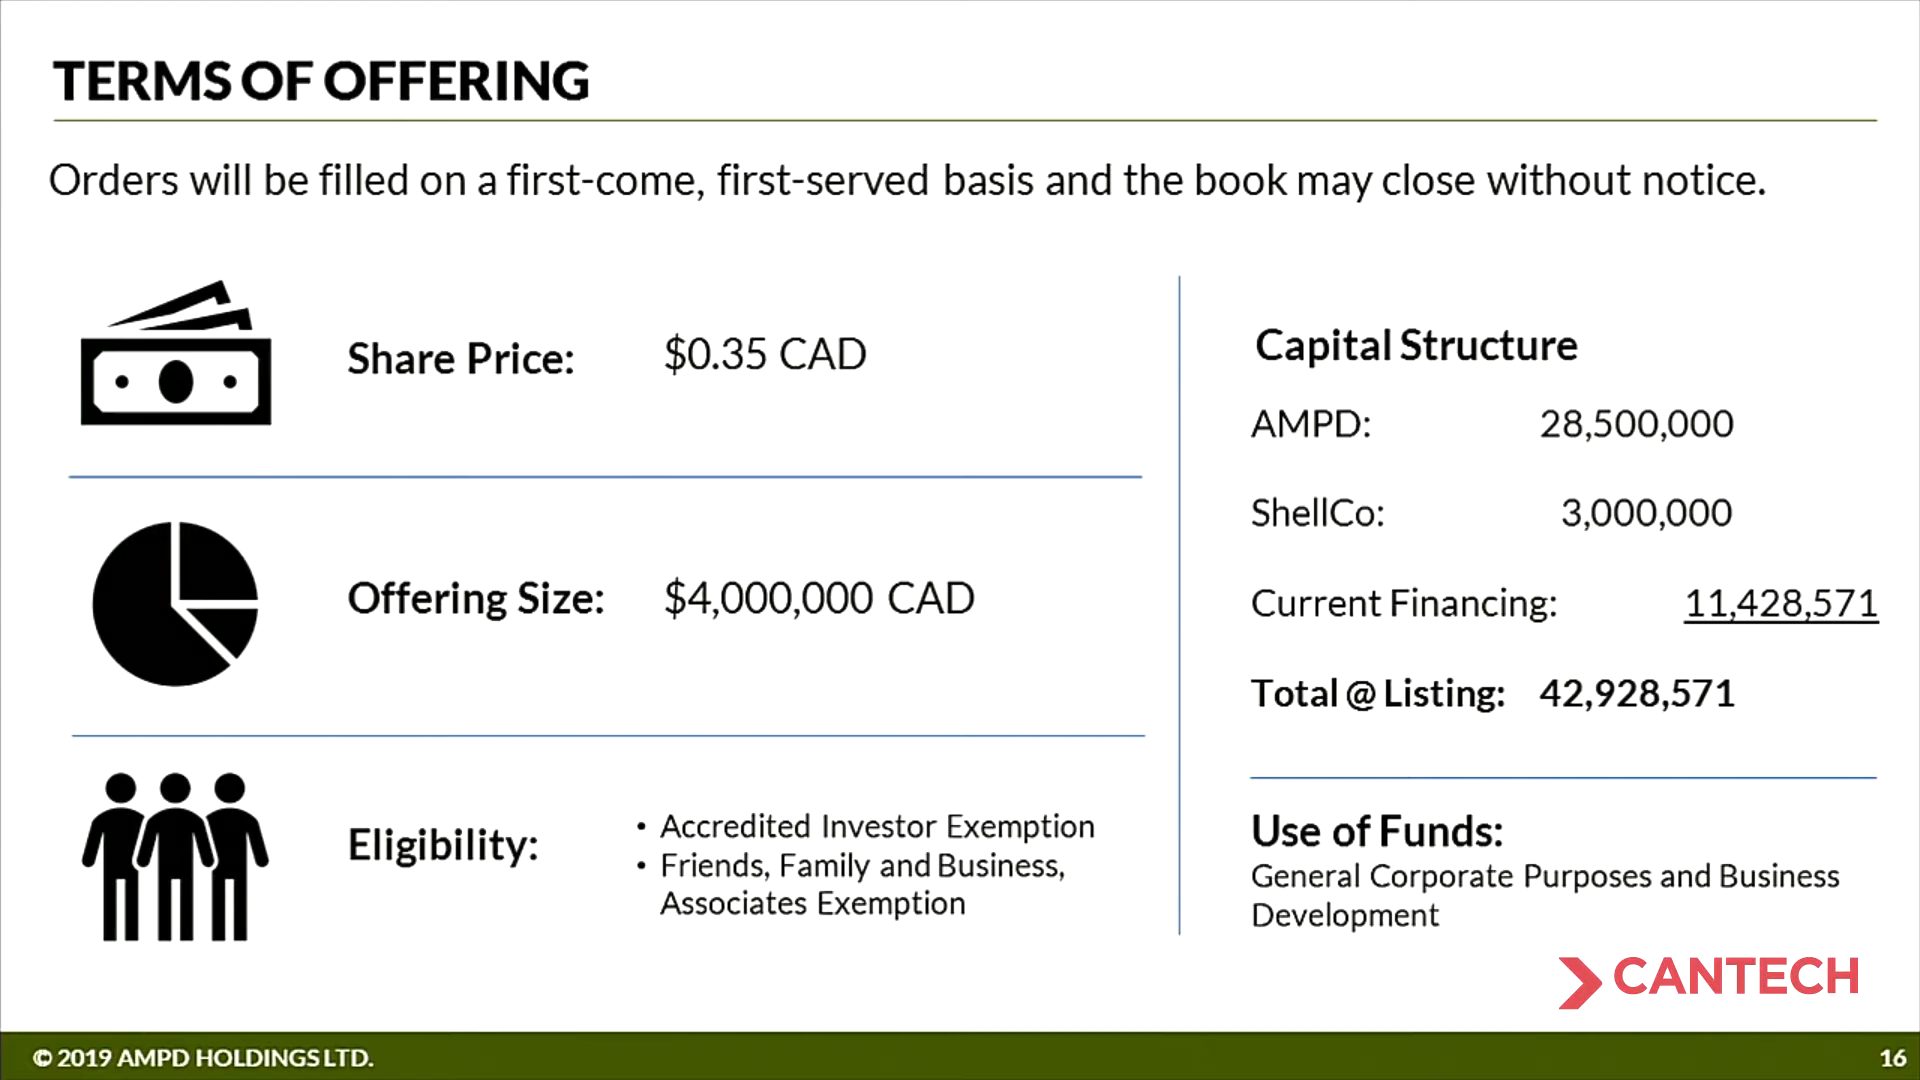 TERMS OF OFFERING
Orders will be filled on a first-come, first-served basis and the book may close without notice.
Share Price: $0.35 CAD
Offering Size: $4,000,000 CAD
Eligibility:
• Accredited Investor Exemption
• Friends, Family and Business,
Associates Exemption
Capital Structure
AMPD: 28,500,000
ShellCo: 3,000,000
Current Financing: 11,428,571
Total @ Listing: 42,928,571
Use of Funds:
General Corporate Purposes and Business
Development
CANTECH
© 2019 AMPD HOLDINGS LTD.
16